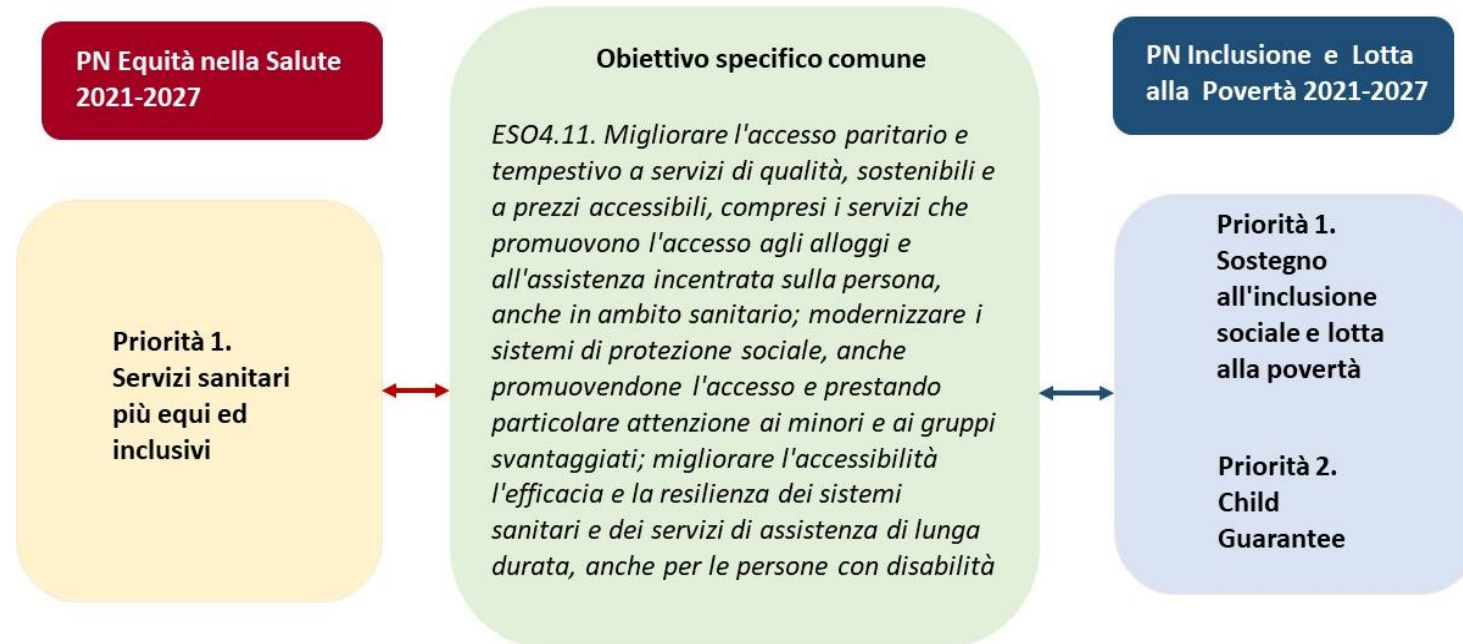 PN Equità nella Salute
2021-2027
Priorità 1.
Servizi sanitari
più equi ed
inclusivi
Obiettivo specifico comune
ESO4.11. Migliorare l'accesso paritario e
tempestivo a servizi di qualità, sostenibili e
a prezzi accessibili, compresi i servizi che
promuovono l'accesso agli alloggi e
all'assistenza incentrata sulla persona,
anche in ambito sanitario; modernizzare i
sistemi di protezione sociale, anche
promuovendone l'accesso e prestando
particolare attenzione ai minori e ai gruppi
svantaggiati; migliorare l'accessibilità
l'efficacia e la resilienza dei sistemi
sanitari e dei servizi di assistenza di lunga
durata, anche per le persone con disabilità
PN Inclusione e Lotta
alla Povertà 2021-2027
Priorità 1.
Sostegno
all'inclusione
sociale e lotta
alla povertà
Priorità 2.
Child
Guarantee